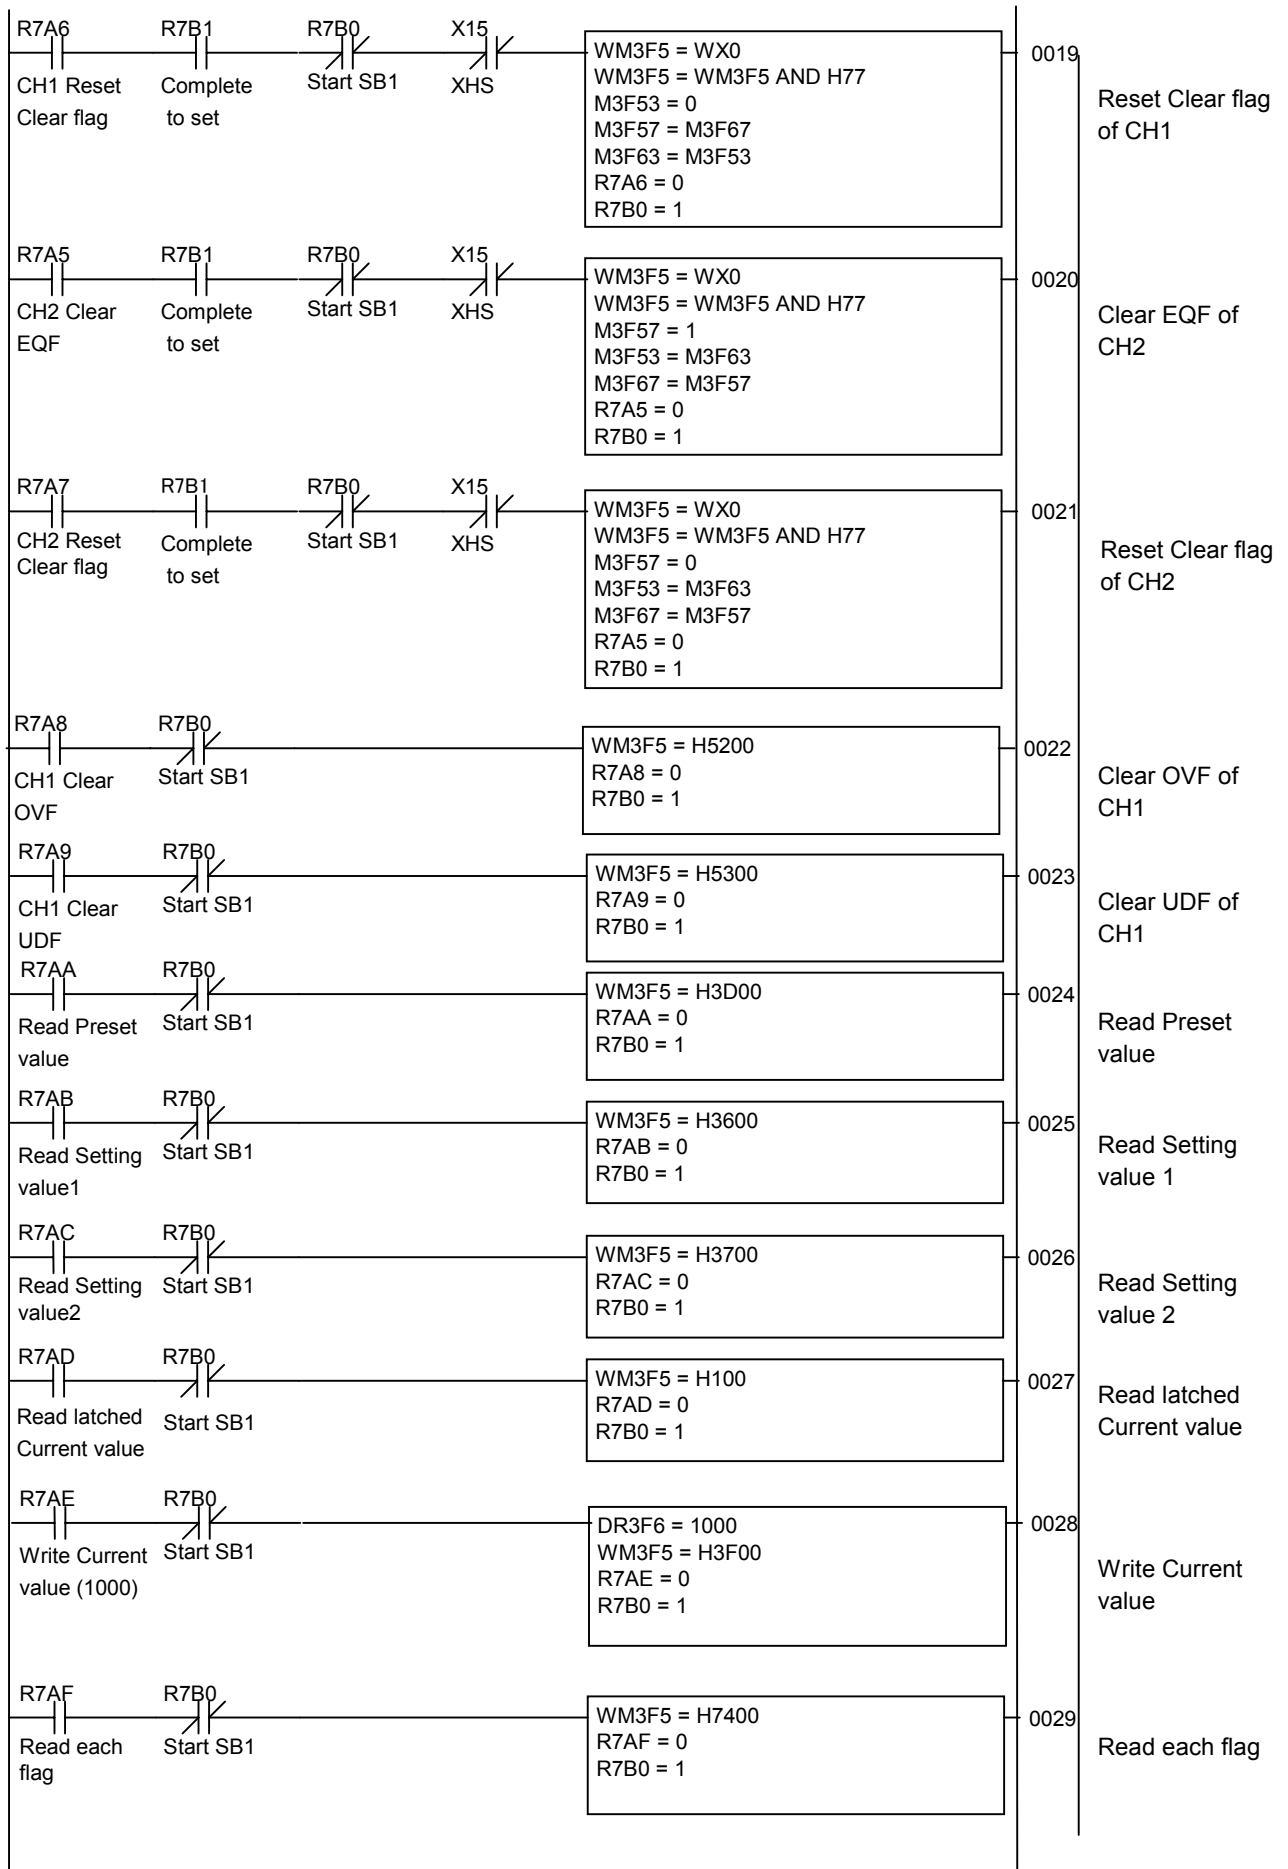 R7A6 R7B1 R7B0 X15
CH1 Reset Clear flag
Complete to set
Start SB1
XHS
WM3F5 = WX0
WM3F5 = WM3F5 AND H77
M3F53 = 0
M3F57 = M3F67
M3F63 = M3F53
R7A6 = 0
R7B0 = 1
0019
Reset Clear flag
of CH1
R7A5 R7B1 R7B0 X15
CH2 Clear
EQF
Complete
to set
Start SB1
XHS
WM3F5 = WX0
WM3F5 = WM3F5 AND H77
M3F57 = 1
M3F53 = M3F63
M3F67 = M3F57
R7A5 = 0
R7B0 = 1
0020
Clear EQF of
CH2
R7A7 R7B1 R7B0 X15
CH2 Reset
Clear flag
Complete
to set
Start SB1
XHS
WM3F5 = WX0
WM3F5 = WM3F5 AND H77
M3F57 = 0
M3F53 = M3F63
M3F67 = M3F57
R7A5 = 0
R7B0 = 1
0021
Reset Clear flag
of CH2
R7A8 R7B0
CH1 Clear
OVF
Start SB1
WM3F5 = H5200
R7A8 = 0
R7B0 = 1
0022
Clear OVF of
CH1
R7A9 R7B0
CH1 Clear
UDF
Start SB1
WM3F5 = H5300
R7A9 = 0
R7B0 = 1
0023
Clear UDF of
CH1
R7AA R7B0
Read Preset
value
Start SB1
WM3F5 = H3D00
R7AA = 0
R7B0 = 1
0024
Read Preset
value
R7AB R7B0
Read Setting
value1
Start SB1
WM3F5 = H3600
R7AB = 0
R7B0 = 1
0025
Read Setting
value 1
R7AC R7B0
Read Setting
value2
Start SB1
WM3F5 = H3700
R7AC = 0
R7B0 = 1
0026
Read Setting
value 2
R7AD R7B0
Read latched
Current value
Start SB1
WM3F5 = H100
R7AD = 0
R7B0 = 1
0027
Read latched
Current value
R7AE R7B0
Write Current
value (1000)
Start SB1
DR3F6 = 1000
WM3F5 = H3F00
R7AE = 0
R7B0 = 1
0028
Write Current
value
R7AF R7B0
Read each
flag
Start SB1
WM3F5 = H7400
R7AF = 0
R7B0 = 1
0029
Read each flag